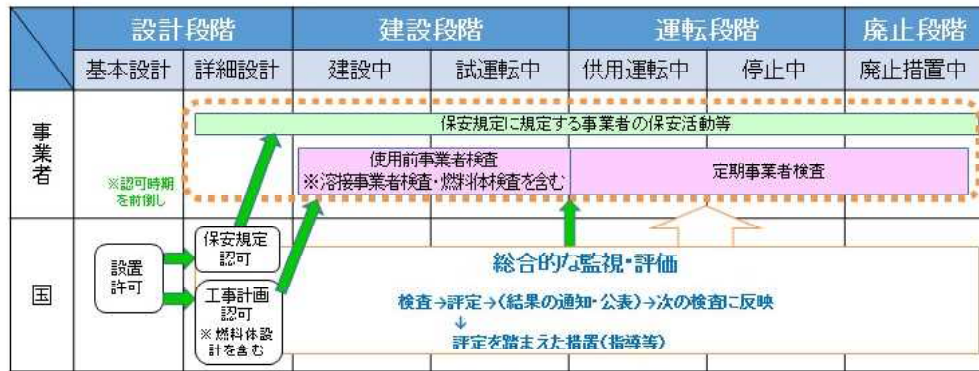 設計段階
建設段階
運転段階
廃止段階
基本設計
詳細設計
建設中
試運転中
供用運転中
停止中
廃止措置中
事業者
保安規定に規定する事業者の保安活動等
使用前事業者検査
※溶接事業者検査・燃料体検査を含む
定期事業者検査
※認可時期
を前倒し
国
設置
許可
保安規定
認可
工事計画
認可
※燃料体設
計を含む
総合的な監視・評価
検査→評定→(結果の通知・公表)→次の検査に反映
↓
評定を踏まえた措置(指導等)